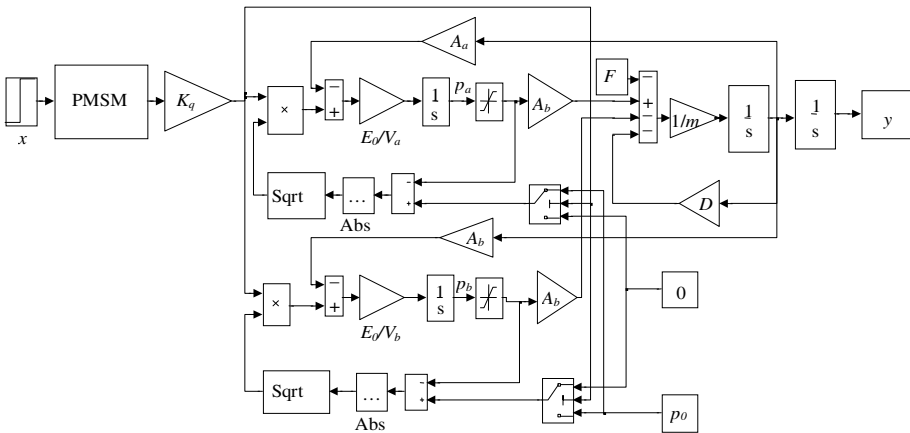 A_a
F
PMSM
K_q
−
+
×
E_0/V_a
1
s
p_a
A_b
−
+
−
−
1/m
1
s
1
s
y
x
Sqrt
…
Abs
-
+
D
A_b
0
×
−
+
E_0/V_b
1
s
p_b
A_b
Sqrt
…
Abs
-
+
p_0